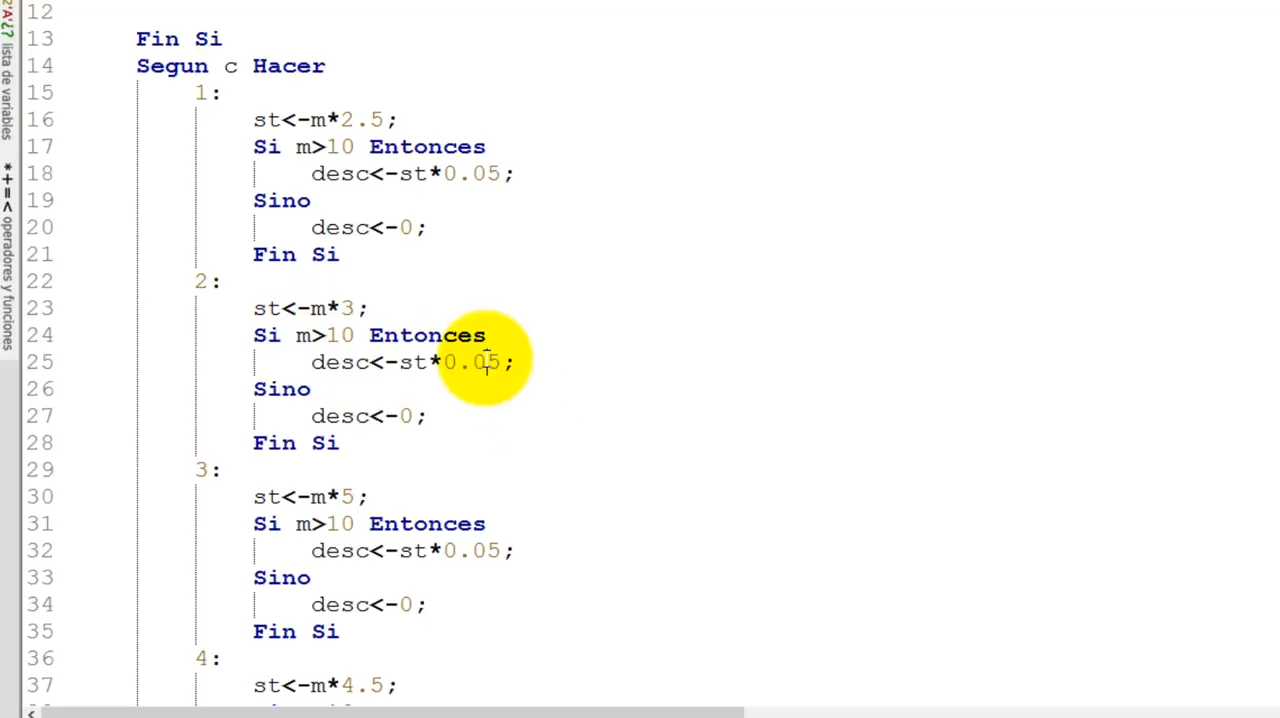 2'A'¿? lista de variables
*+=< operadores y funciones
12
13 Fin Si
14 Segun c Hacer
15 1:
16 st<-m*2.5;
17 Si m>10 Entonces
18 desc<-st*0.05;
19 Sino
20 desc<-0;
21 Fin Si
22 2:
23 st<-m*3;
24 Si m>10 Entonces
25 desc<-st*0.05;
26 Sino
27 desc<-0;
28 Fin Si
29 3:
30 st<-m*5;
31 Si m>10 Entonces
32 desc<-st*0.05;
33 Sino
34 desc<-0;
35 Fin Si
36 4:
37 st<-m*4.5;